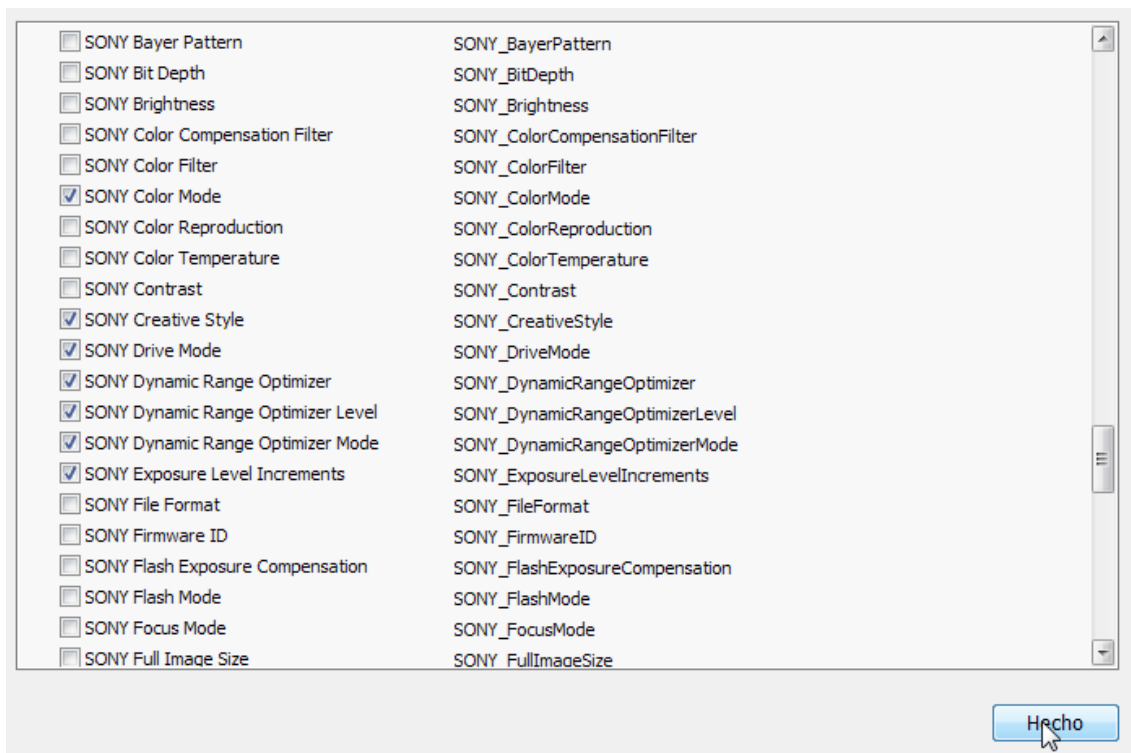 SONY Bayer Pattern SONY_BayerPattern
SONY Bit Depth SONY_BitDepth
SONY Brightness SONY_Brightness
SONY Color Compensation Filter SONY_ColorCompensationFilter
SONY Color Filter SONY_ColorFilter
SONY Color Mode SONY_ColorMode
SONY Color Reproduction SONY_ColorReproduction
SONY Color Temperature SONY_ColorTemperature
SONY Contrast SONY_Contrast
SONY Creative Style SONY_CreativeStyle
SONY Drive Mode SONY_DriveMode
SONY Dynamic Range Optimizer SONY_DynamicRangeOptimizer
SONY Dynamic Range Optimizer Level SONY_DynamicRangeOptimizerLevel
SONY Dynamic Range Optimizer Mode SONY_DynamicRangeOptimizerMode
SONY Exposure Level Increments SONY_ExposureLevelIncrements
SONY File Format SONY_FileFormat
SONY Firmware ID SONY_FirmwareID
SONY Flash Exposure Compensation SONY_FlashExposureCompensation
SONY Flash Mode SONY_FlashMode
SONY Focus Mode SONY_FocusMode
SONY Full Image Size SONY_FullImageSize
Hecho